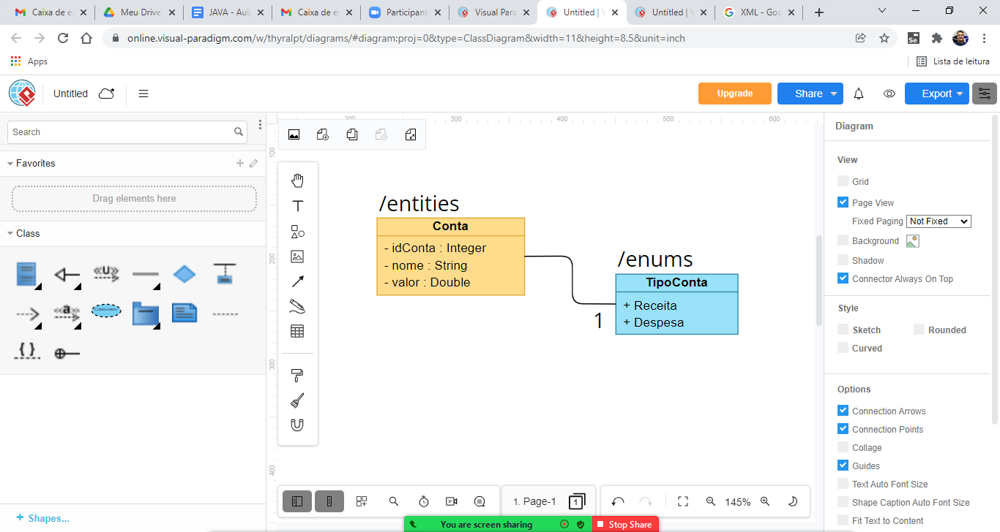 Caixa de e
Meu Drive
JAVA - Aul
Caixa de e
Participant
Visual Para
Untitled | V
Untitled | V
XML - Goo
online.visual-paradigm.com/w/thyralpt/diagrams/#diagram:proj=0&type=ClassDiagram&width=11&height=8.5&unit=inch
Se
Apps
Lista de leitura
Untitled
Upgrade
Share
Export
Search
Favorites
Drag elements here
Class
<<U>>
<<a>>
Collaboration
{ }
Shapes...
200
300
400
500
600
100
200
300
400
T
/entities
Conta
- idConta : Integer
- nome : String
- valor : Double
/enums
TipoConta
+ Receita
+ Despesa
1
Diagram
View
Grid
Page View
Fixed Paging Not Fixed
Background
Shadow
Connector Always On Top
Style
Sketch Rounded
Curved
Options
Connection Arrows
Connection Points
Collage
Guides
Text Auto Font Size
Shape Caption Auto Font Size
Fit Text to Content
1. Page-1
1
145%
You are screen sharing
Stop Share